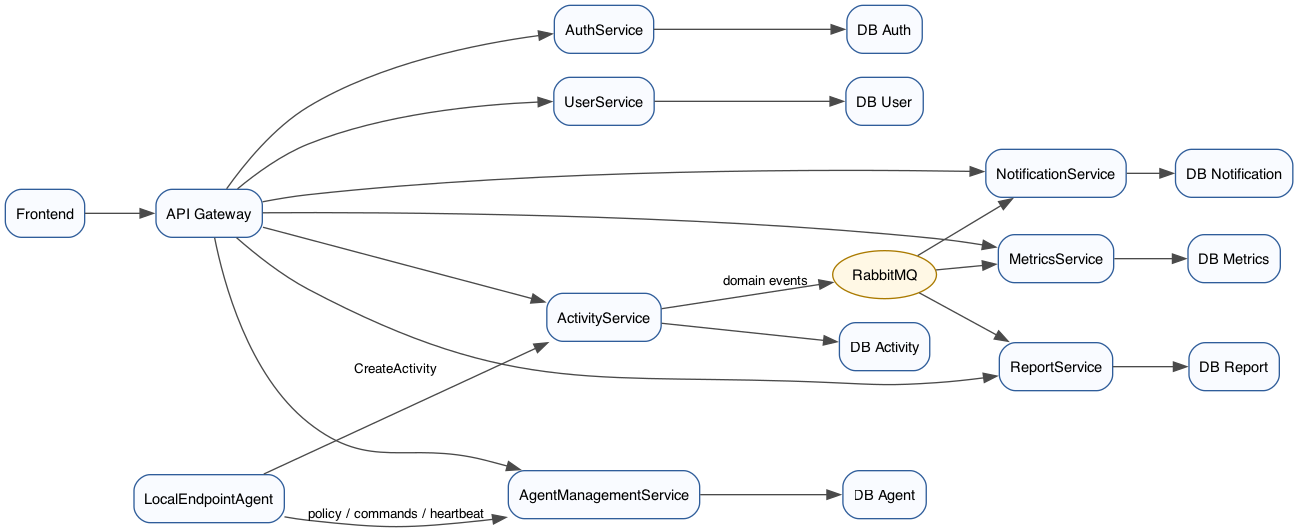 AuthService
DB Auth
UserService
DB User
NotificationService
DB Notification
Frontend
API Gateway
MetricsService
DB Metrics
RabbitMQ
domain events
ActivityService
DB Activity
CreateActivity
ReportService
DB Report
LocalEndpointAgent
policy / commands / heartbeat
AgentManagementService
DB Agent